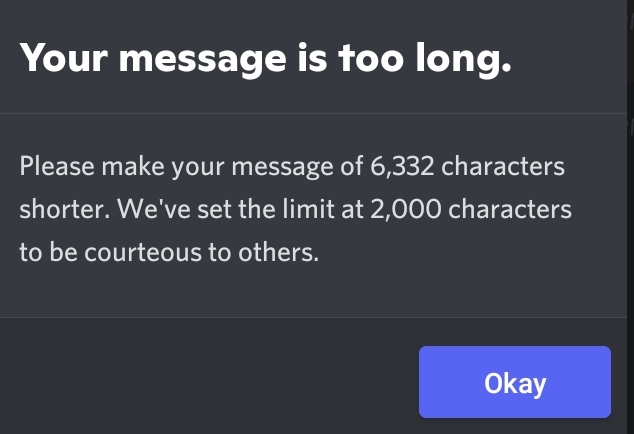 Your message is too long.
Please make your message of 6,332 characters
shorter. We've set the limit at 2,000 characters
to be courteous to others.
Okay